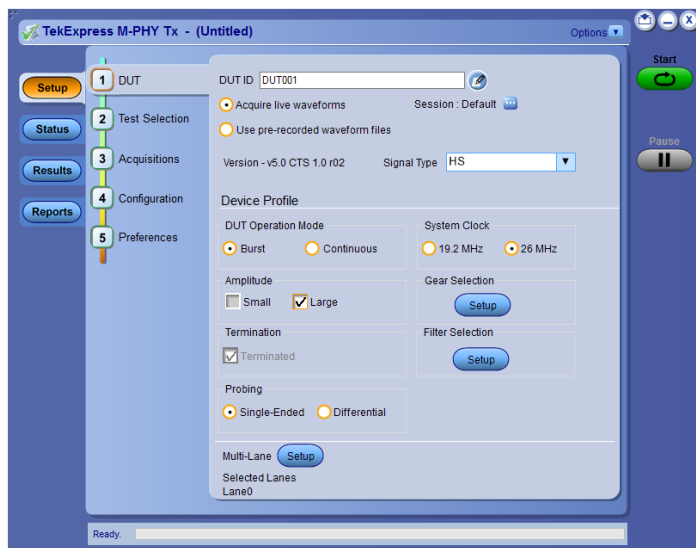 TekExpress M-PHY Tx - (Untitled)
Options
Start
Pause
Setup
Status
Results
Reports
1 DUT
2 Test Selection
3 Acquisitions
4 Configuration
5 Preferences
DUT ID DUT001
Acquire live waveforms
Session : Default
Use pre-recorded waveform files
Version - v5.0 CTS 1.0 r02
Signal Type HS
Device Profile
DUT Operation Mode
Burst Continuous
System Clock
19.2 MHz 26 MHz
Amplitude
Small Large
Gear Selection
Setup
Termination
Terminated
Filter Selection
Setup
Probing
Single-Ended Differential
Multi-Lane Setup
Selected Lanes
Lane0
Ready.